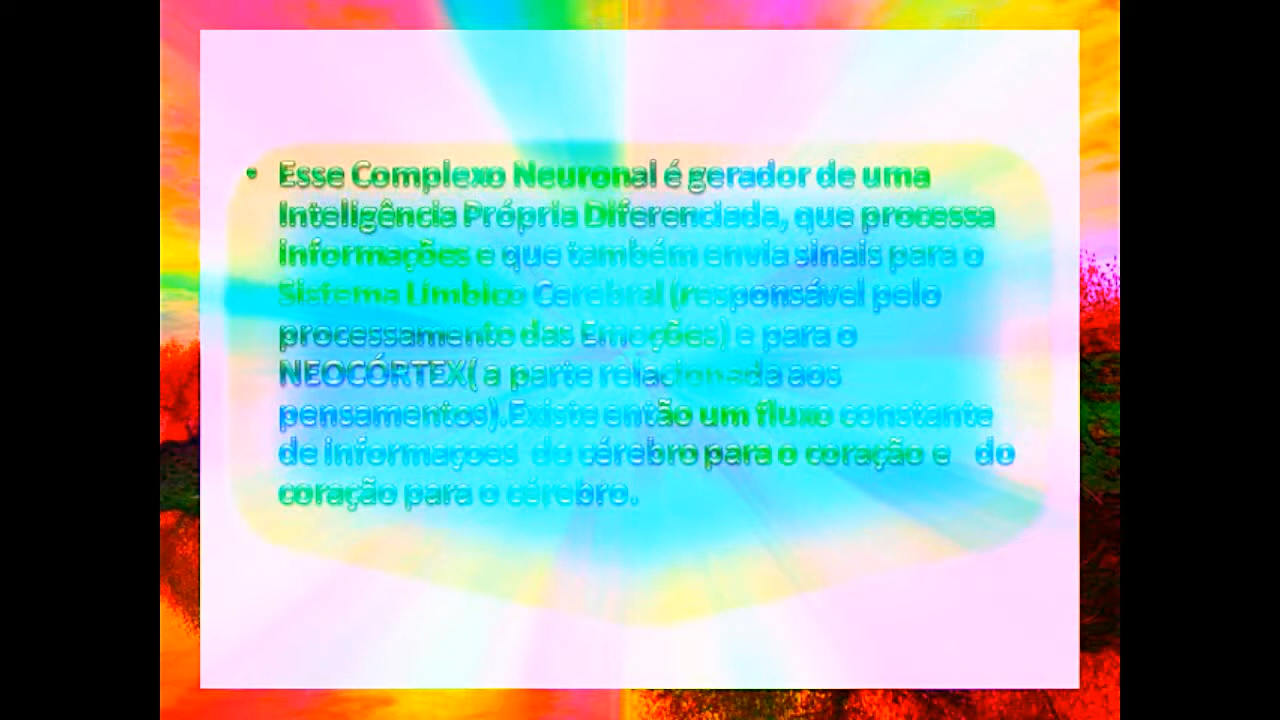 • Esse Complexo Neuronal é gerador de uma
Inteligência Própria Diferenciada, que processa
informações e que também envia sinais para o
Sistema Límbico Cerebral (responsável pelo
processamento das Emoções) e para o
NEOCÓRTEX( a parte relacionada aos
pensamentos).Existe então um fluxo constante
de informaçoes do cérebro para o coração e do
coração para o cérebro.